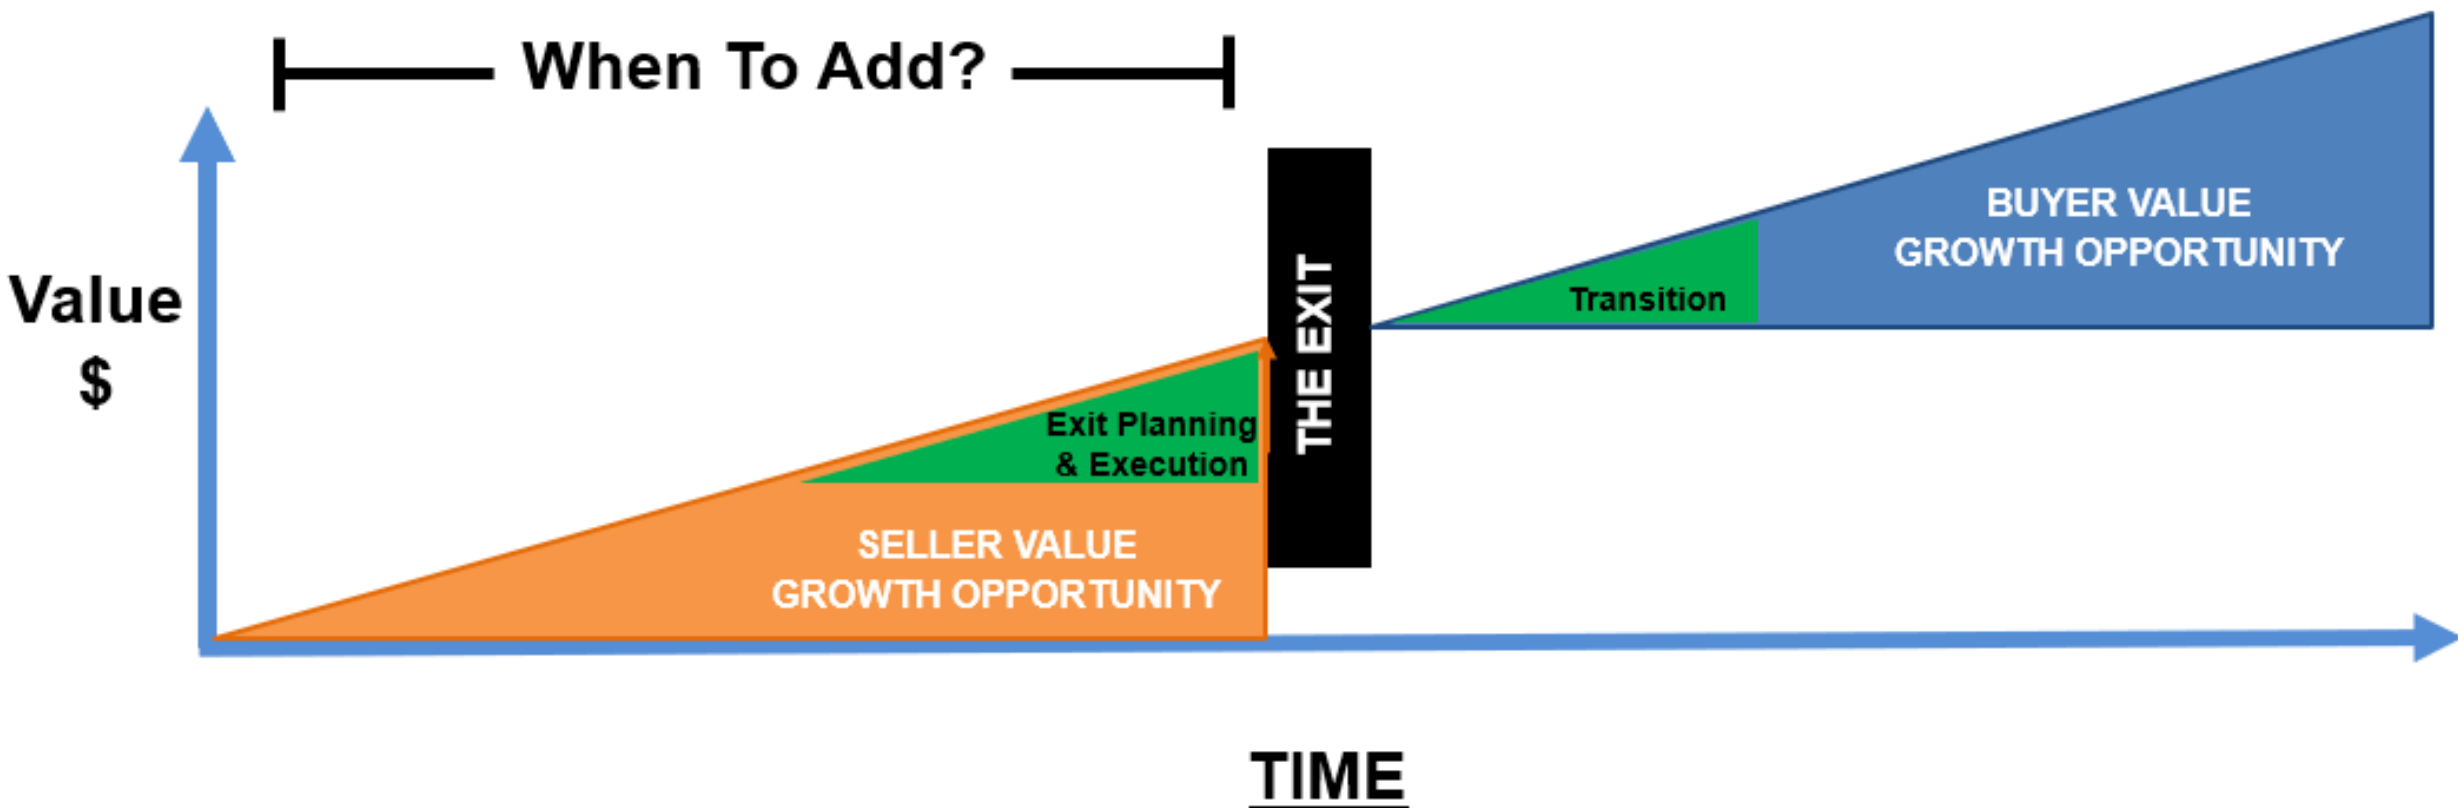 When To Add?
Value
$
THE EXIT
BUYER VALUE
GROWTH OPPORTUNITY
Transition
Exit Planning
& Execution
SELLER VALUE
GROWTH OPPORTUNITY
TIME